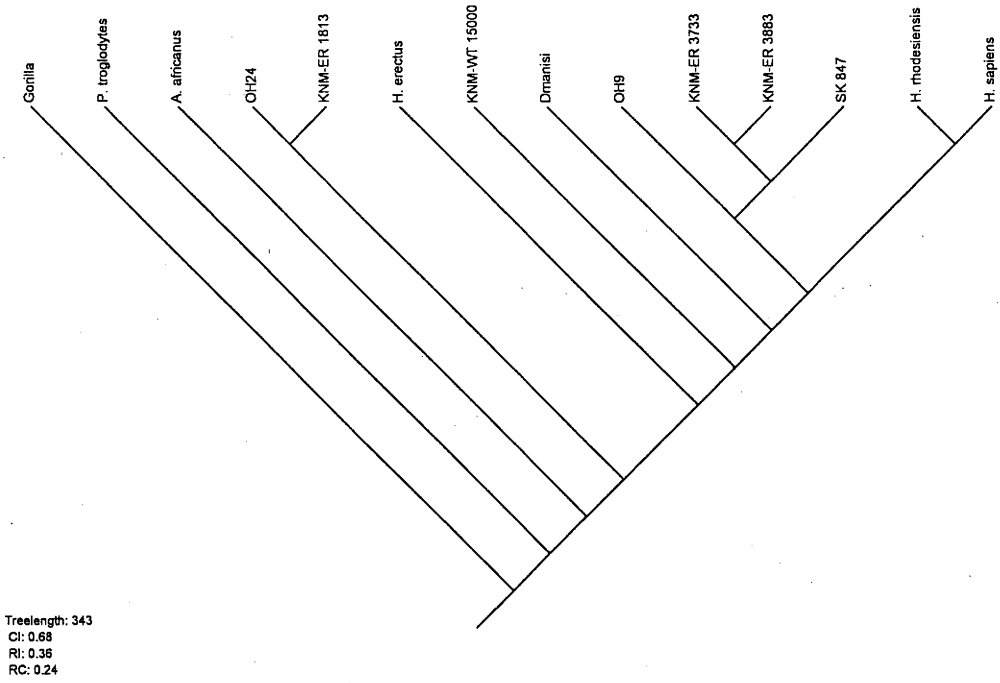 Gorilla
P. troglodytes
A. africanus
OH24
KNM-ER 1813
H. erectus
KNM-WT 15000
Dmanisi
OH9
KNM-ER 3733
KNM-ER 3883
SK 847
H. rhodesiensis
H. sapiens
Treelength: 343
CI: 0.68
RI: 0.36
RC: 0.24